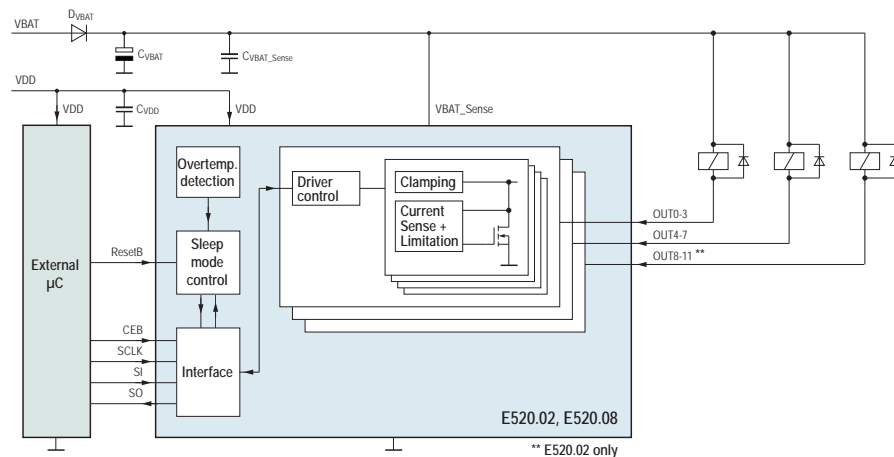 VBAT
DVBAT
CVBAT
CVBAT_Sense
VDD
VDD
CVDD
VDD
VBAT_Sense
Overtemp.
detection
Driver
control
Clamping
Current
Sense +
Limitation
OUT0-3
OUT4-7
OUT8-11 **
ResetB
Sleep
mode
control
External
µC
CEB
SCLK
SI
SO
Interface
E520.02, E520.08
** E520.02 only